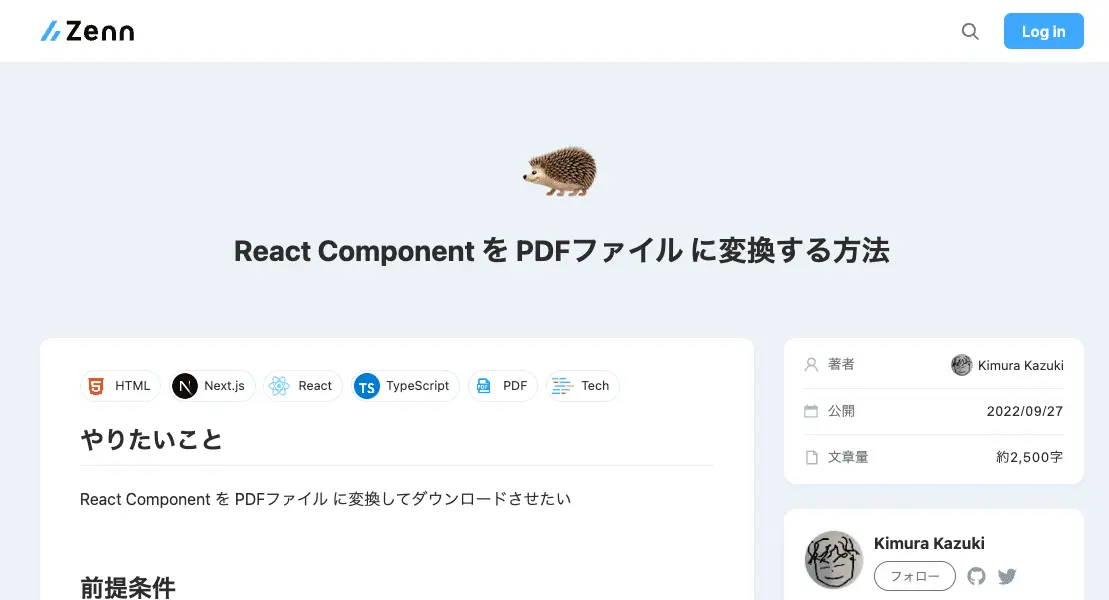 Zenn
Log in
React Component を PDFファイル に変換する方法
HTML
Next.js
React
TypeScript
PDF
Tech
やりたいこと
React Component を PDFファイル に変換してダウンロードさせたい
前提条件
著者 Kimura Kazuki
公開 2022/09/27
文章量 約2,500字
Kimura Kazuki
フォロー